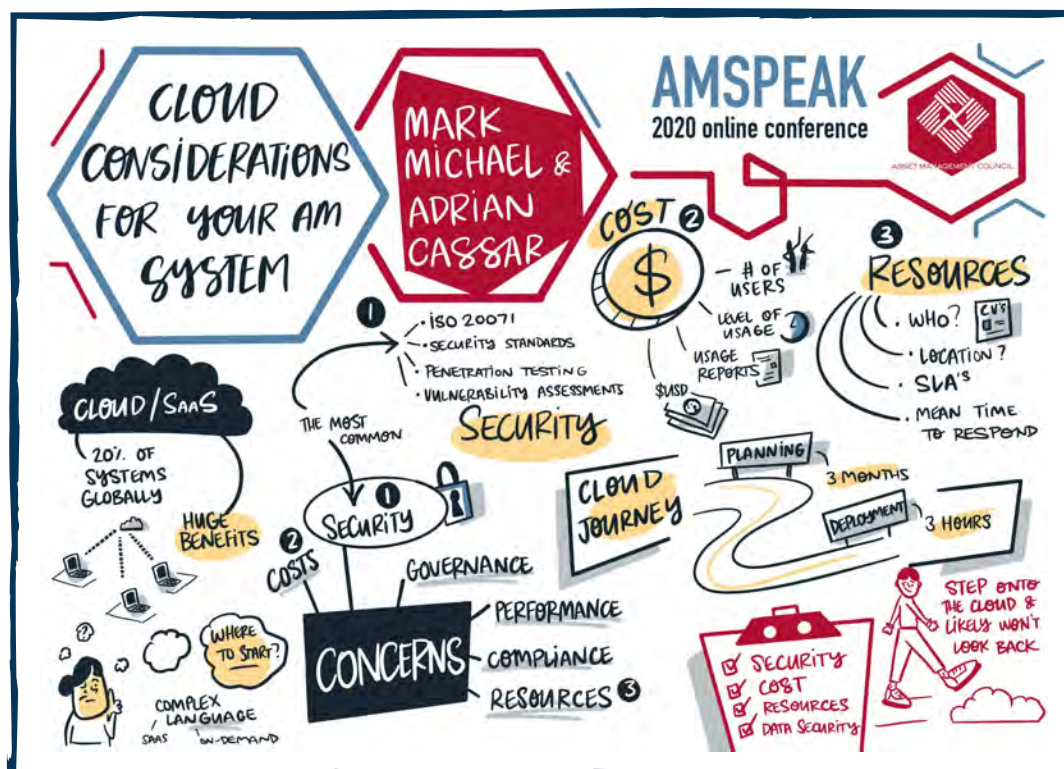 CLOUD
CONSIDERATIONS
FOR YOUR AM
SYSTEM
MARK
MICHAEL &
ADRIAN
CASSAR
AMSPEAK
2020 online conference
ASSET MANAGEMENT COUNCIL
1
• ISO 20071
• SECURITY STANDARDS
• PENETRATION TESTING
• VULNERABILITY ASSESSMENTS
SECURITY
THE MOST
COMMON
COST 2
$
# OF
USERS
LEVEL OF
USAGE
USAGE
REPORTS
$USD
3
RESOURCES
• WHO?
CV'S
• LOCATION?
• SLA'S
• MEAN TIME
TO RESPOND
CLOUD/SAAS
20% OF
SYSTEMS
GLOBALLY
HUGE
BENEFITS
?
WHERE
TO START?
COMPLEX
LANGUAGE
SAAS
ON-DEMAND
1
SECURITY
2
COSTS
GOVERNANCE
PERFORMANCE
CONCERNS
COMPLIANCE
RESOURCES 3
CLOUD
JOURNEY
PLANNING
3 MONTHS
DEPLOYMENT
3 HOURS
SECURITY
COST
RESOURCES
DATA SECURITY
STEP ONTO
THE CLOUD &
LIKELY WON'T
LOOK BACK